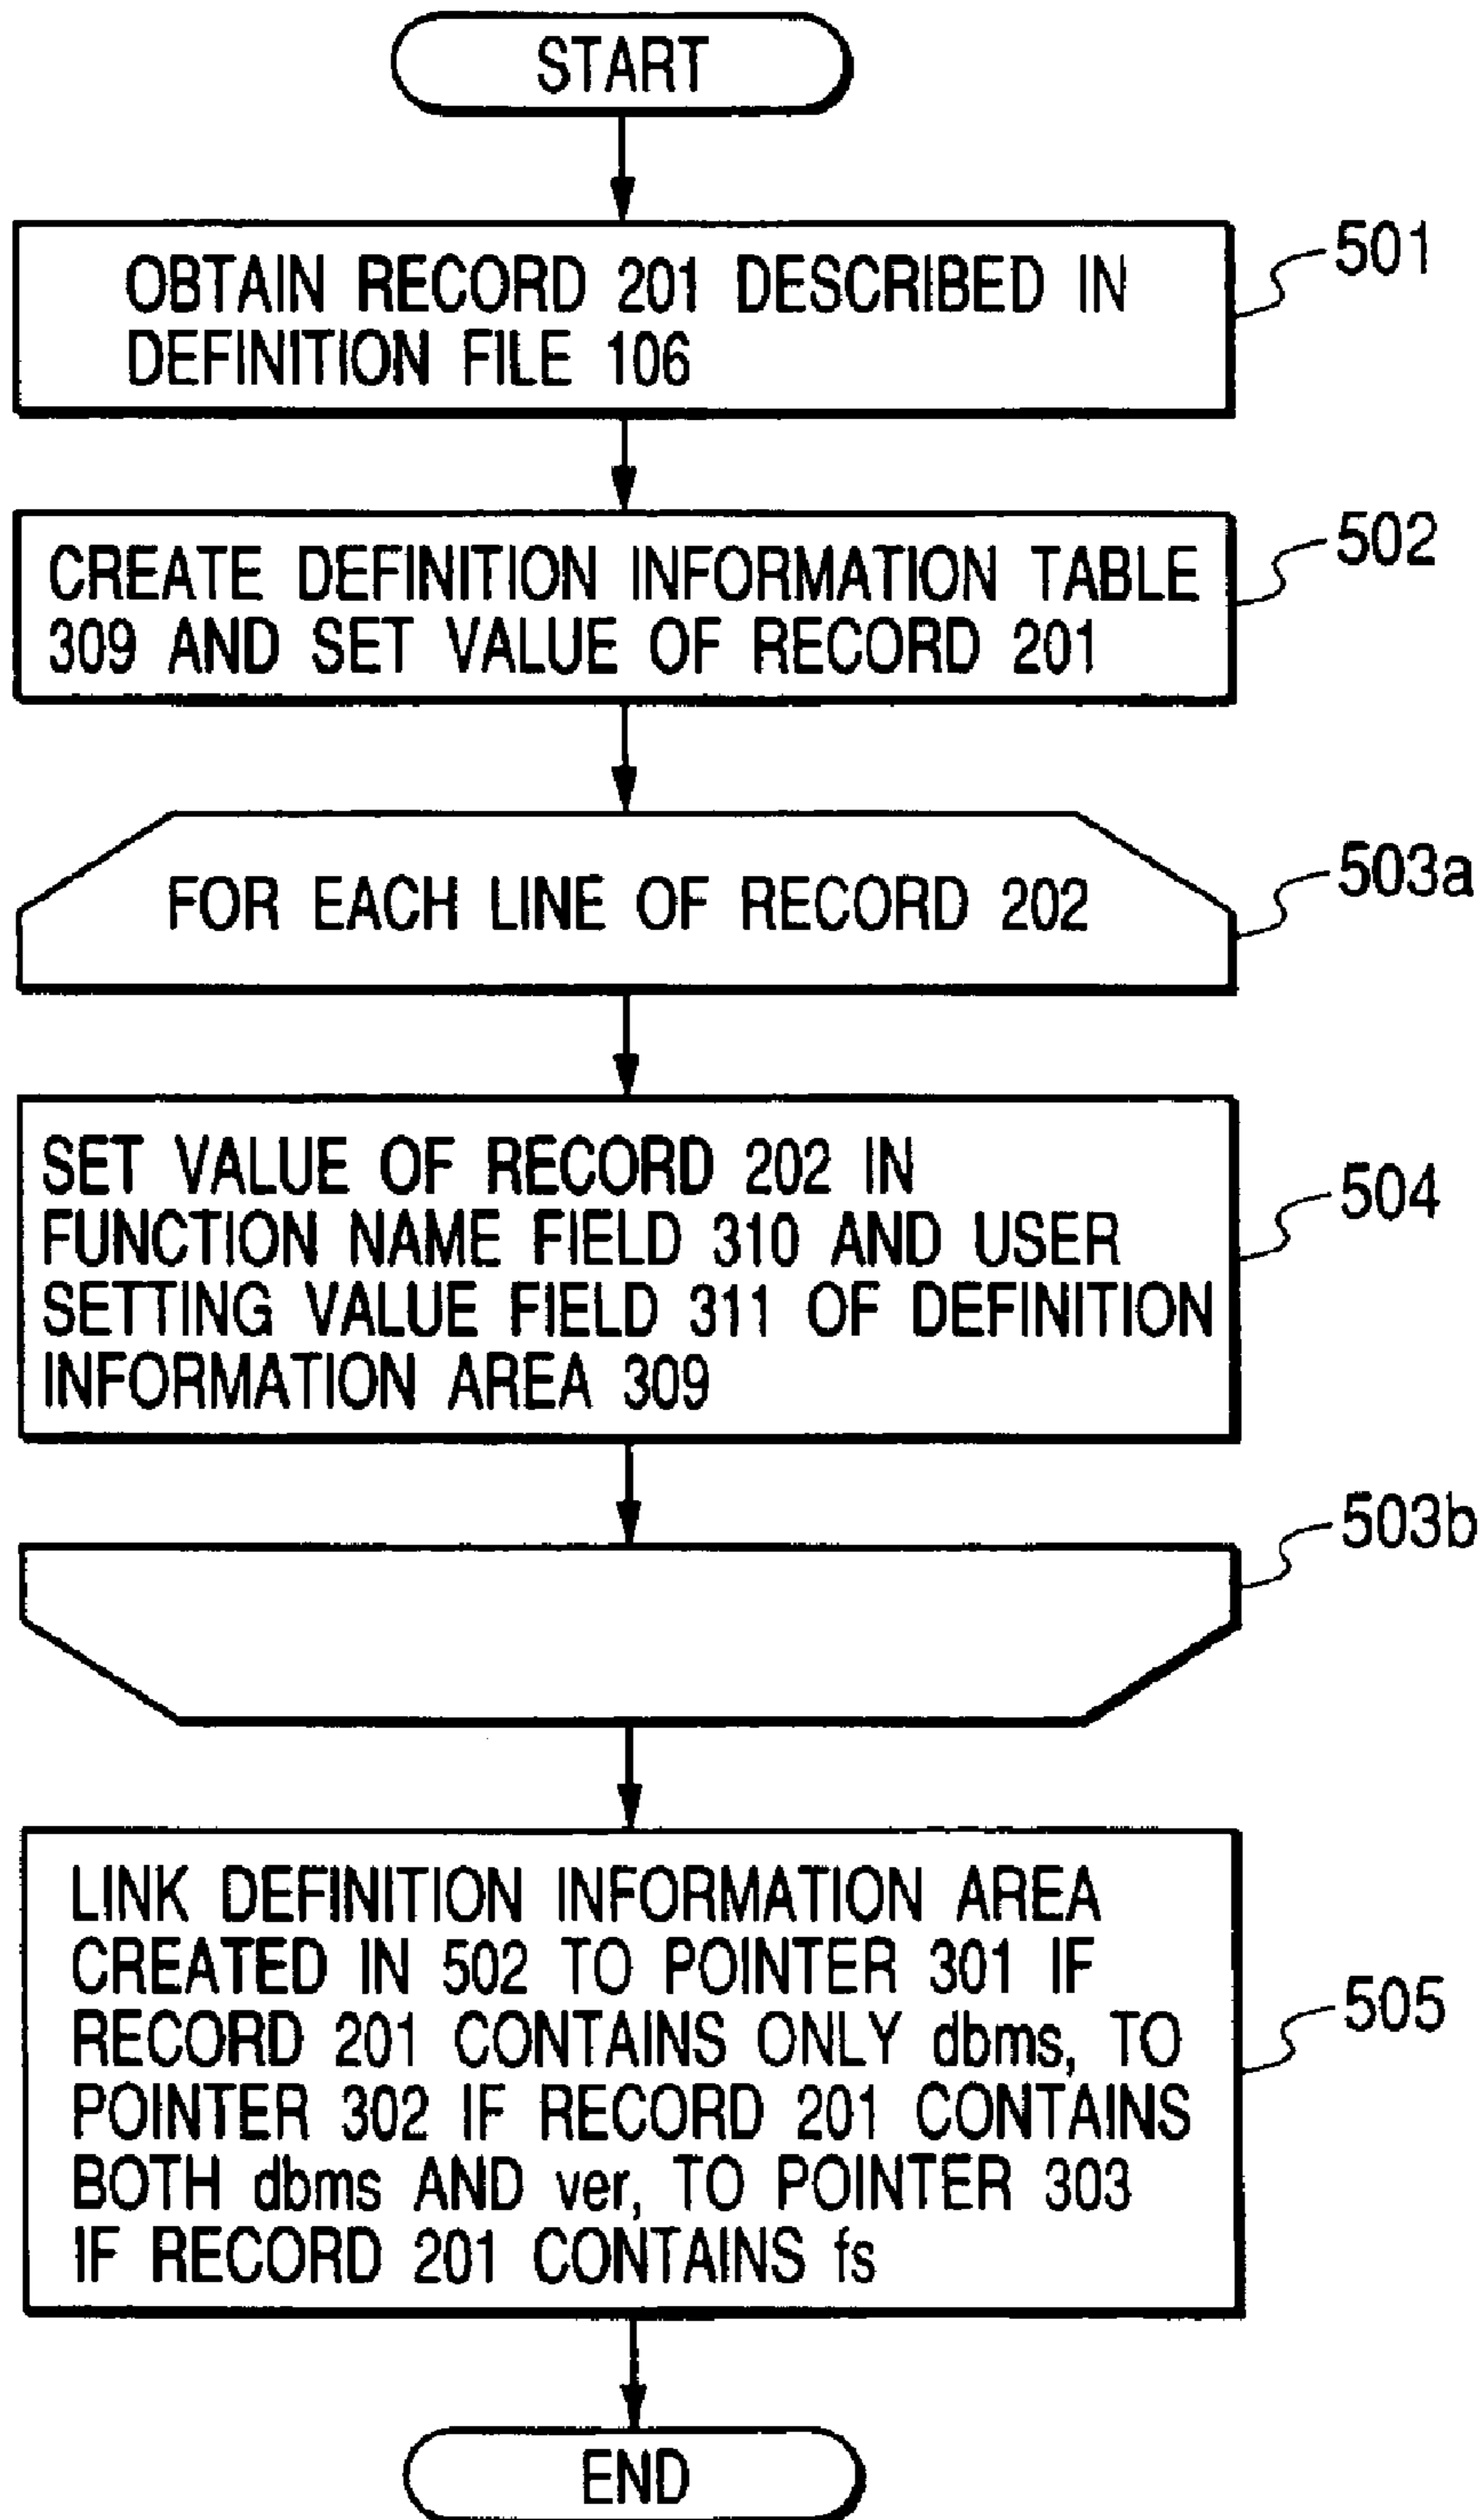 START
OBTAIN RECORD 201 DESCRIBED IN
DEFINITION FILE 106
501
CREATE DEFINITION INFORMATION TABLE
309 AND SET VALUE OF RECORD 201
502
FOR EACH LINE OF RECORD 202
503a
SET VALUE OF RECORD 202 IN
FUNCTION NAME FIELD 310 AND USER
SETTING VALUE FIELD 311 OF DEFINITION
INFORMATION AREA 309
504
503b
LINK DEFINITION INFORMATION AREA
CREATED IN 502 TO POINTER 301 IF
RECORD 201 CONTAINS ONLY dbms, TO
POINTER 302 IF RECORD 201 CONTAINS
BOTH dbms AND ver, TO POINTER 303
IF RECORD 201 CONTAINS fs
505
END